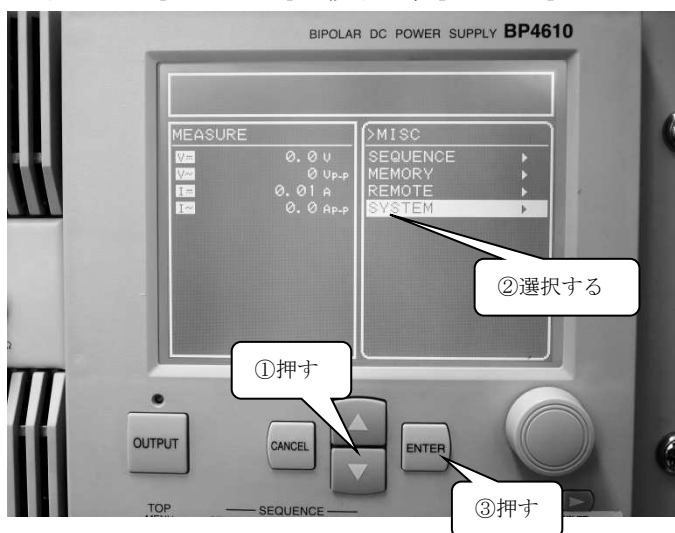 BIPOLAR DC POWER SUPPLY BP4610
MEASURE
V= 0.0 V
V~ 0 Vp-p
I= 0.01 A
I~ 0.0 Ap-p
>MISC
SEQUENCE
MEMORY
REMOTE
SYSTEM
②選択する
①押す
OUTPUT
CANCEL
ENTER
③押す
TOP
SEQUENCE